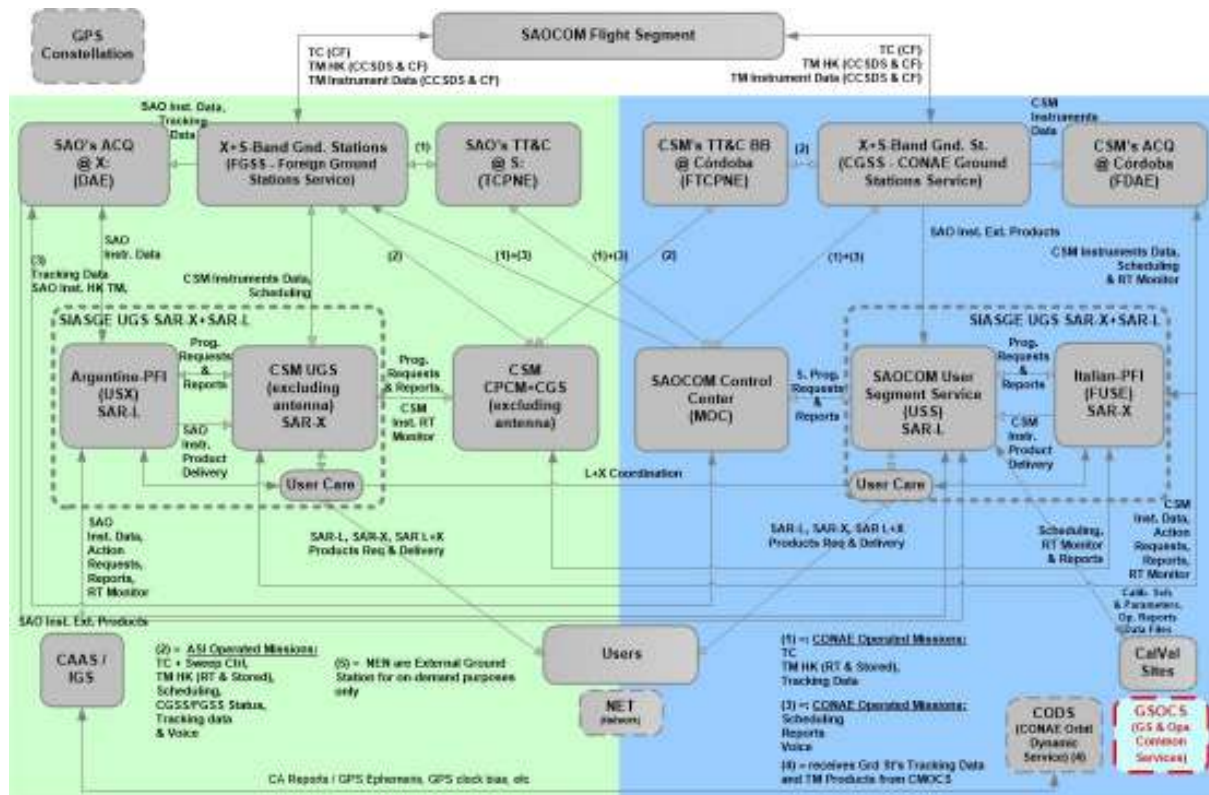 GPS
Constellation
SAOCOM Flight Segment
TC (CF)
TM HK (CCSDS & CF)
TM Instrument Data (CCSDS & CF)
TC (CF)
TM HK (CCSDS & CF)
TM Instrument Data (CCSDS & CF)
SAO Inst. Data,
Tracking
Data
CSM
Instruments
Data
SAO's ACQ
@ X:
(DAE)
X+S-Band Gnd. Stations
(FGSS - Foreign Ground
Stations Service)
(1)
SAO's TT&C
@ S:
(TCPNE)
CSM's TT&C BB
@ Córdoba
(FTCPNE)
(2)
X+S-Band Gnd. St.
(CGSS - CONAE Ground
Stations Service)
CSM's ACQ
@ Córdoba
(FDAE)
SAO
Instr. Data
(3)
Tracking Data
SAO Inst. HK TM,
CSM Instruments Data,
Scheduling
(2)
(1)+(3)
(1)+(3)
(2)
(1)+(3)
SAO Inst. Ext. Products
CSM Instruments Data,
Scheduling
& RT Monitor
SIASGE UGS SAR-X+SAR-L
SIASGE UGS SAR-X+SAR-L
Argentine-PFI
(USX)
SAR-L
Prog.
Requests
&
Reports
SAO
Instr.
Product
Delivery
CSM UGS
(excluding
antenna)
SAR-X
Prog.
Requests
& Reports,
CSM
Inst. RT
Monitor
CSM
CPCM+CGS
(excluding
antenna)
SAOCOM Control
Center
(MOC)
S. Prog.
Requests
&
Reports
SAOCOM User
Segment Service
(USS)
SAR-L
Prog.
Requests
&
Reports
CSM
Instr.
Product
Delivery
Italian-PFI
(FUSE)
SAR-X
User Care
L+X Coordination
User Care
SAO
Inst. Data,
Action
Requests,
Reports,
RT Monitor
SAR-L, SAR-X, SAR L+X
Products Req & Delivery
SAR-L, SAR-X, SAR L+X
Products Req & Delivery
Scheduling,
RT Monitor
& Reports
CSM
Inst. Data,
Action
Requests,
Reports,
RT Monitor
Calib.
& Parameters,
Op. Reports
Data Files
SAO Inst. Ext. Products
CAAS /
IGS
(2) = ASI Operated Missions:
TC + Sweep Ctrl,
TM HK (RT & Stored),
Scheduling,
CGSS/FGSS Status,
Tracking data
& Voice
(5) = NEN are External Ground
Station for on-demand purposes
only
Users
NET
(network)
(1) =: CONAE Operated Missions:
TC
TM HK (RT & Stored),
Tracking Data
(3) =: CONAE Operated Missions:
Scheduling
Reports
Voice
(4) = receives Grd St's Tracking Data
and TM Products from CMOCS
CalVal
Sites
CODS
(CONAE Orbital
Dynamic
Service) (4)
GSOCS
(GS & Ops
Common
Services)
CA Reports / GPS Ephemeris, GPS clock bias, etc